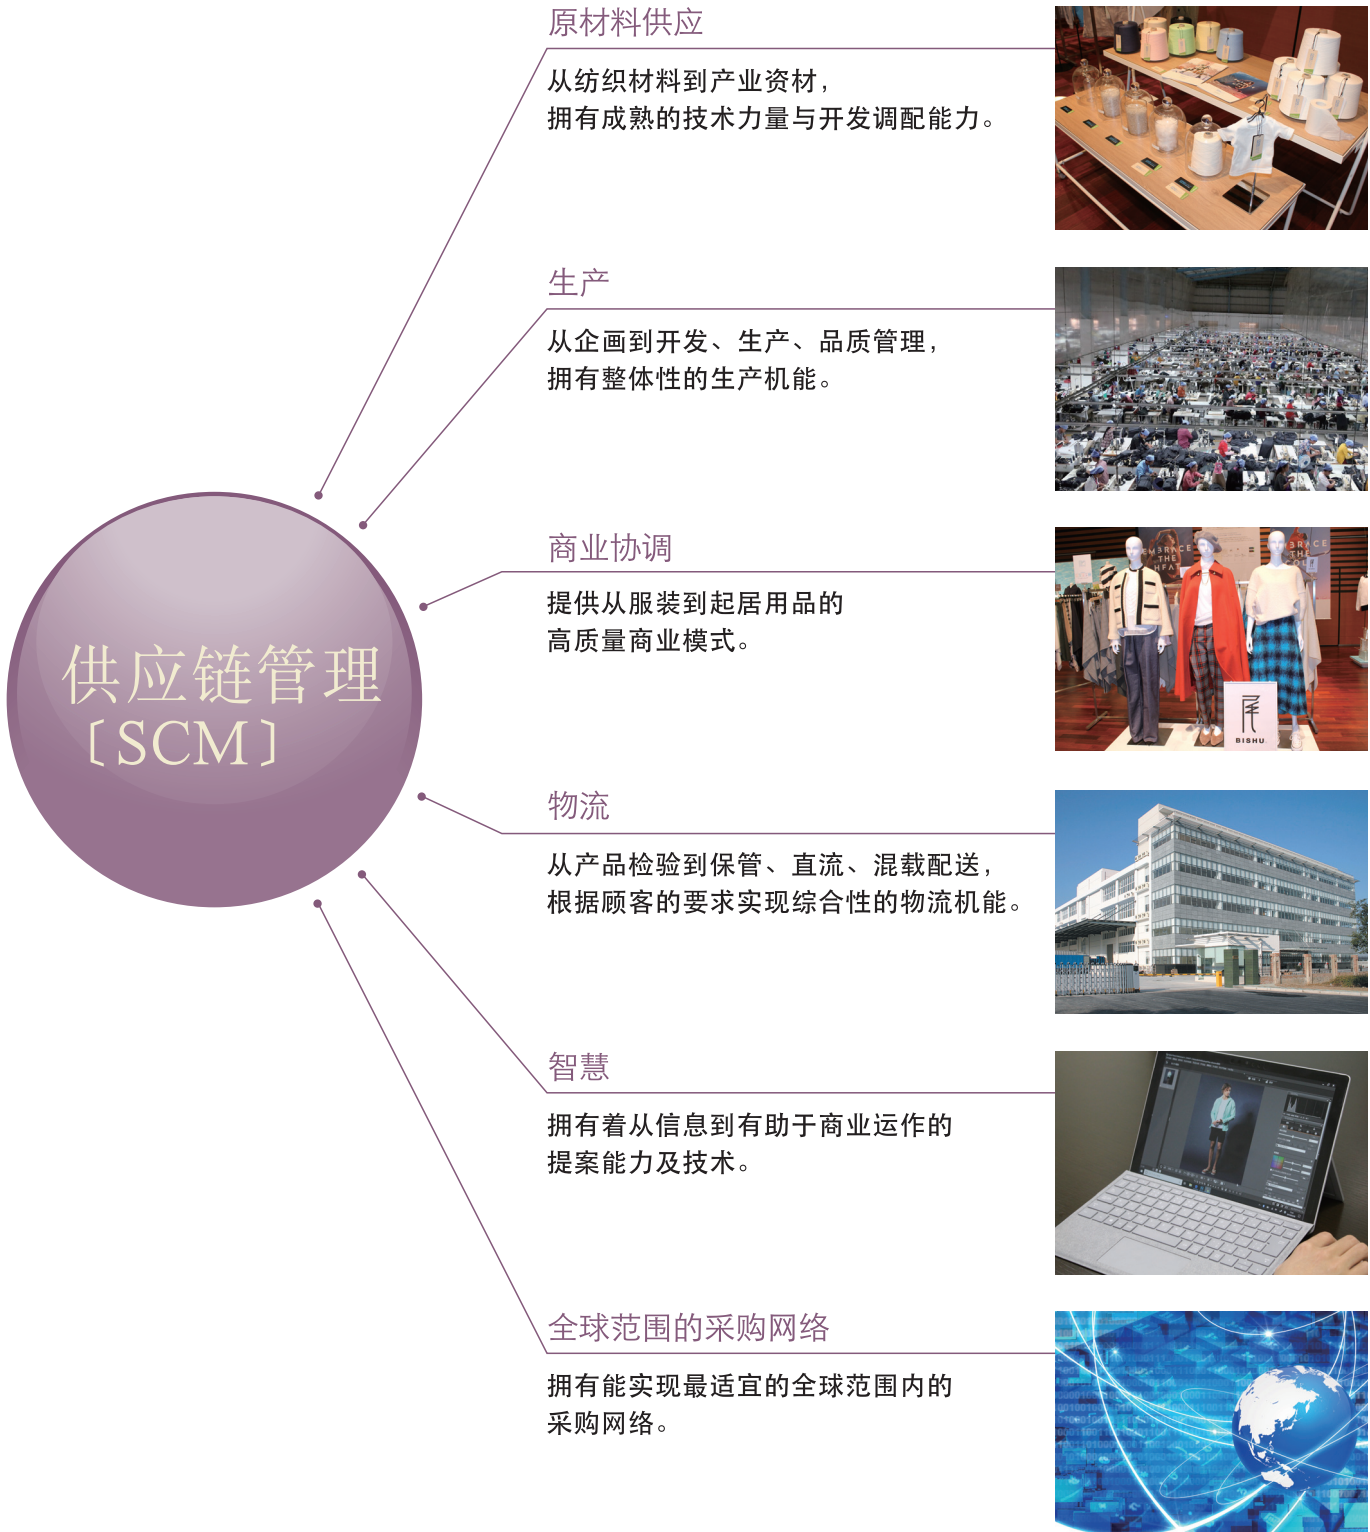 原材料供应
从纺织材料到产业资材，
拥有成熟的技术力量与开发调配能力。
生产
从企画到开发、生产、品质管理，
拥有整体性的生产机能。
商业协调
提供从服装到起居用品的
高质量商业模式。
EMBRACE
THE
尾
BISHU
供应链管理
〔SCM〕
物流
从产品检验到保管、直流、混载配送，
根据顾客的要求实现综合性的物流机能。
智慧
拥有着从信息到有助于商业运作的
提案能力及技术。
全球范围的采购网络
拥有能实现最适宜的全球范围内的
采购网络。